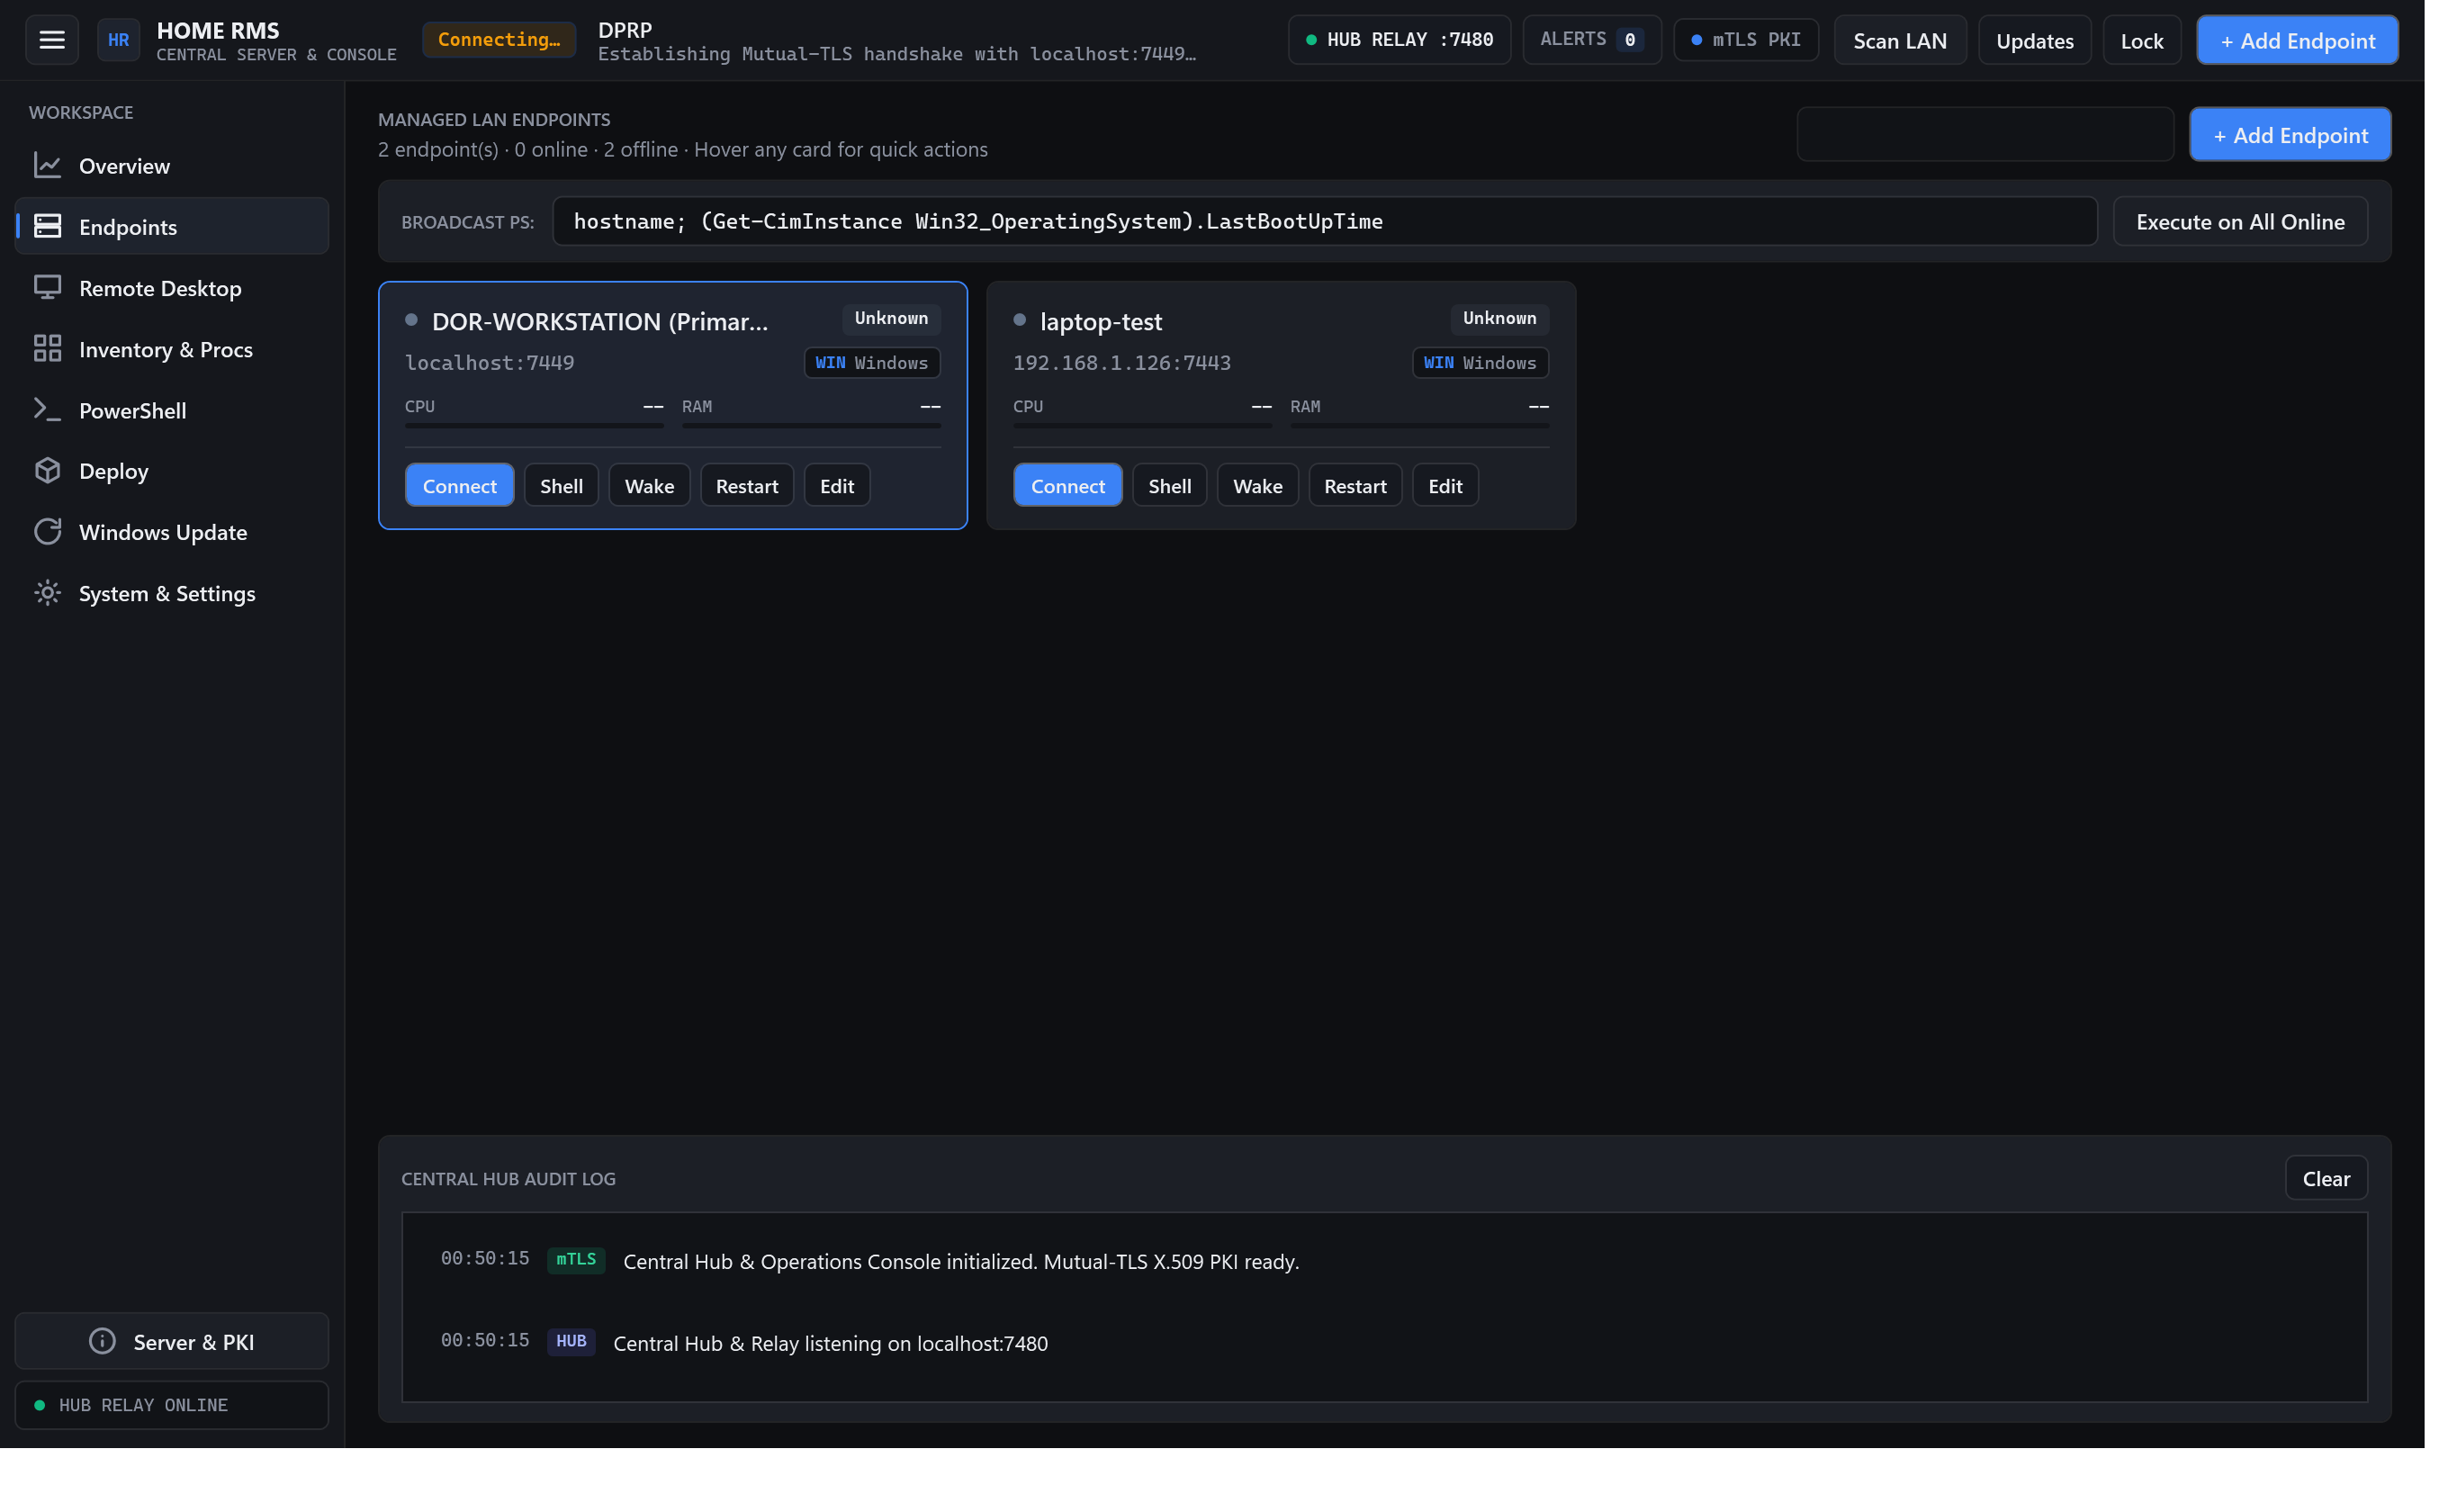 HR
HOME RMS
CENTRAL SERVER & CONSOLE
Connecting…
DPRP
Establishing Mutual-TLS handshake with localhost:7449…
HUB RELAY :7480
ALERTS 0
mTLS PKI
Scan LAN
Updates
Lock
+ Add Endpoint
WORKSPACE
Overview
Endpoints
Remote Desktop
Inventory & Procs
PowerShell
Deploy
Windows Update
System & Settings
Server & PKI
HUB RELAY ONLINE
MANAGED LAN ENDPOINTS
2 endpoint(s) · 0 online · 2 offline · Hover any card for quick actions
+ Add Endpoint
BROADCAST PS:
hostname; (Get-CimInstance Win32_OperatingSystem).LastBootUpTime
Execute on All Online
DOR-WORKSTATION (Primar...
Unknown
localhost:7449
WIN Windows
CPU --
RAM --
Connect
Shell
Wake
Restart
Edit
laptop-test
Unknown
192.168.1.126:7443
WIN Windows
CPU --
RAM --
Connect
Shell
Wake
Restart
Edit
CENTRAL HUB AUDIT LOG
Clear
00:50:15 mTLS Central Hub & Operations Console initialized. Mutual-TLS X.509 PKI ready.
00:50:15 HUB Central Hub & Relay listening on localhost:7480